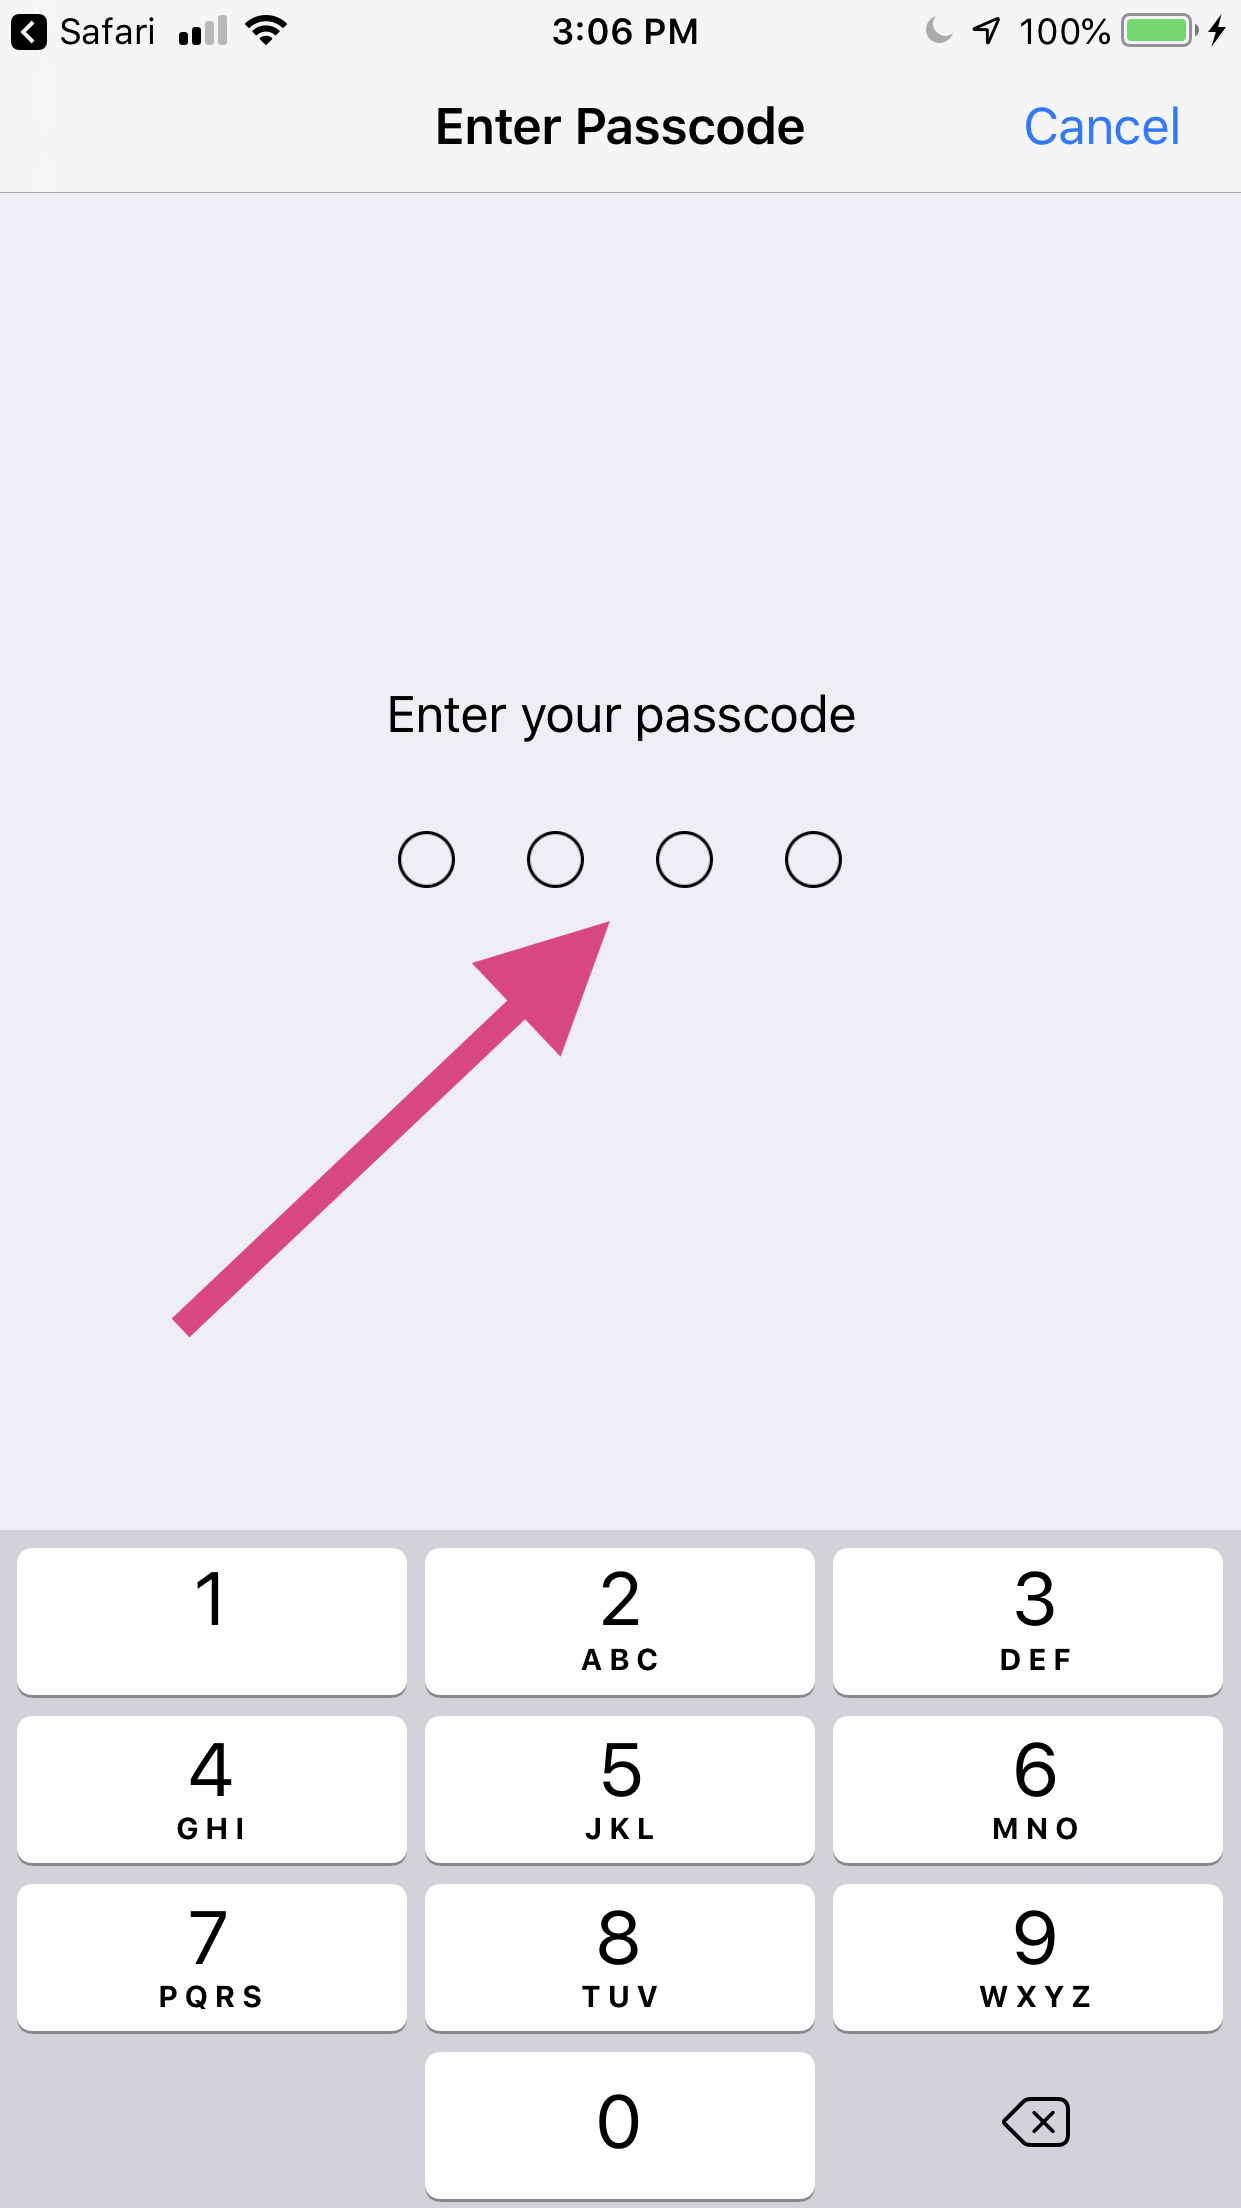 Safari 3:06 PM 100%
Enter Passcode Cancel
Enter your passcode
1 2 3
ABC DEF
4 5 6
GHI JKL MNO
7 8 9
PQRS TUV WXYZ
0